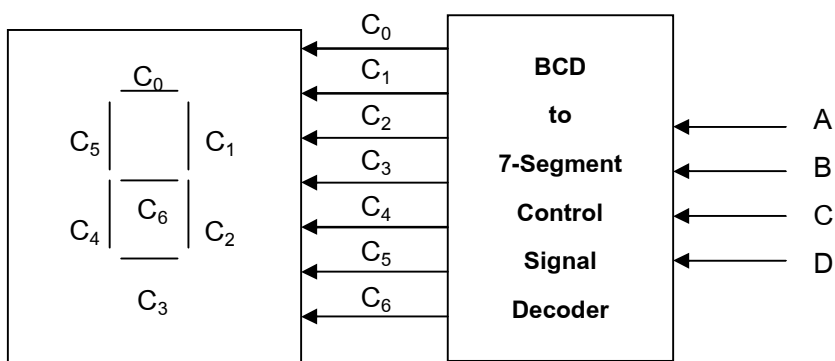 C₀
C₅ C₁
C₆
C₄ C₂
C₃
C₀
C₁
C₂
C₃
C₄
C₅
C₆
BCD
to
7-Segment
Control
Signal
Decoder
A
B
C
D